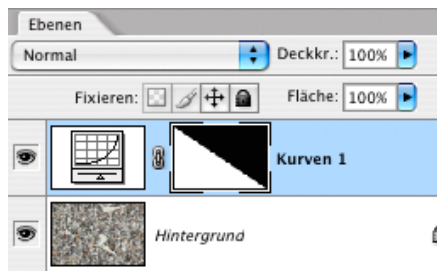 Ebenen
Normal Deckkr.: 100%
Fixieren: Fläche: 100%
Kurven 1
Hintergrund